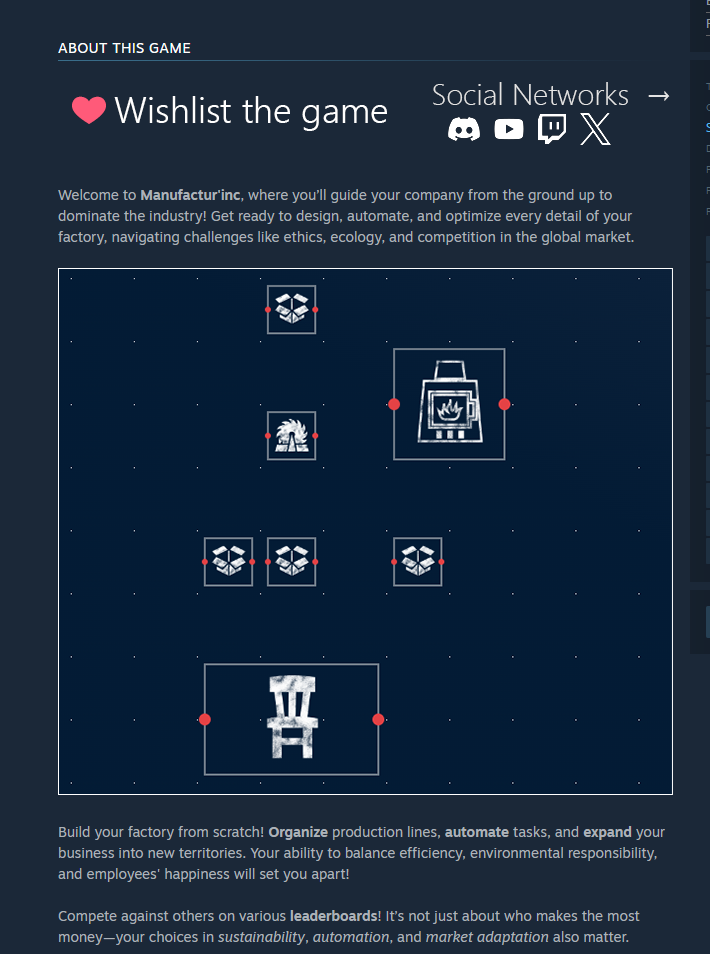 ABOUT THIS GAME
Wishlist the game
Social Networks →
Welcome to Manufactur'inc, where you'll guide your company from the ground up to
dominate the industry! Get ready to design, automate, and optimize every detail of your
factory, navigating challenges like ethics, ecology, and competition in the global market.
Build your factory from scratch! Organize production lines, automate tasks, and expand your
business into new territories. Your ability to balance efficiency, environmental responsibility,
and employees' happiness will set you apart!
Compete against others on various leaderboards! It's not just about who makes the most
money—your choices in sustainability, automation, and market adaptation also matter.